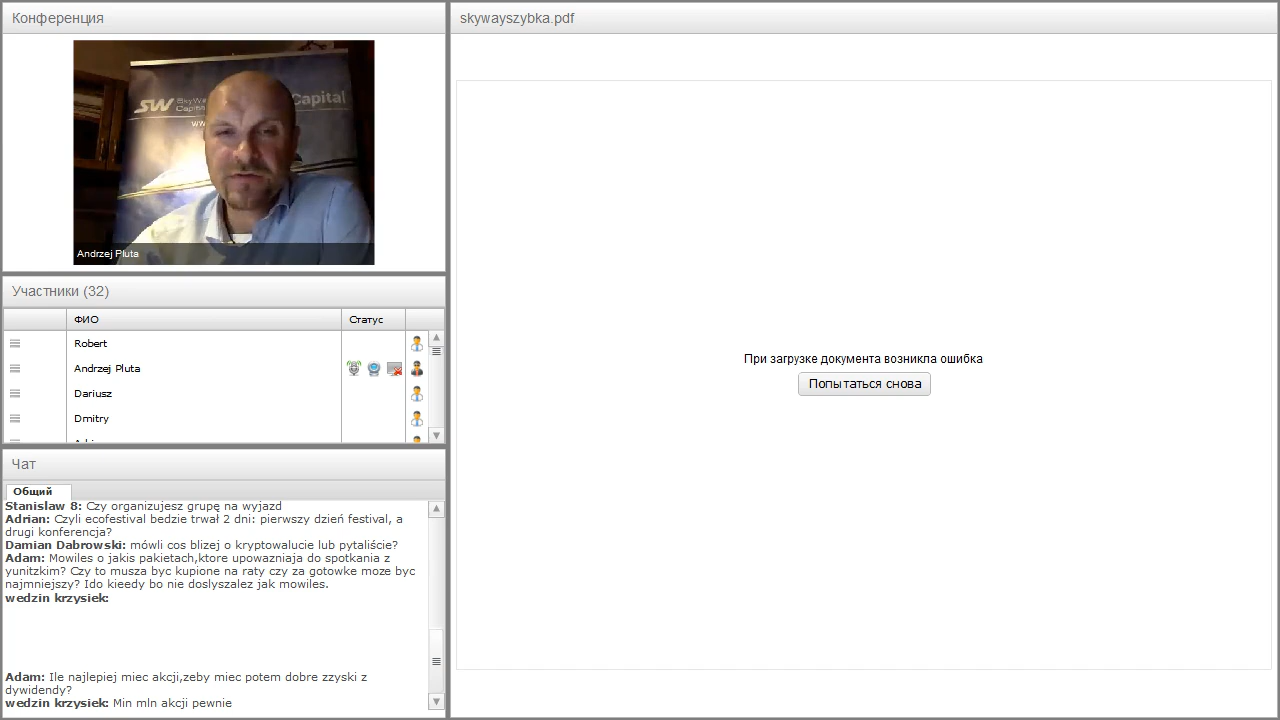 Конференция
SW
Capital
Andrzej Pluta
Участники (32)
ФИО
Статус
Robert
Andrzej Pluta
Dariusz
Dmitry
Чат
Общий
Stanislaw 8: Czy organizujesz grupę na wyjazd
Adrian: Czyli ecofestival bedzie trwał 2 dni: pierwszy dzień festival, a
drugi konferencja?
Damian Dabrowski: mówli cos blizej o kryptowalucie lub pytaliście?
Adam: Mowiles o jakis pakietach,ktore upowazniaja do spotkania z
yunitzkim? Czy to musza byc kupione na raty czy za gotowke moze byc
najmniejszy? Ido kieedy bo nie doslyszalez jak mowiles.
wedzin krzysiek:
Adam: Ile najlepiej miec akcji,zeby miec potem dobre zzyski z
dywidendy?
wedzin krzysiek: Min mln akcji pewnie
skywayszybka.pdf
При загрузке документа возникла ошибка
Попытаться снова